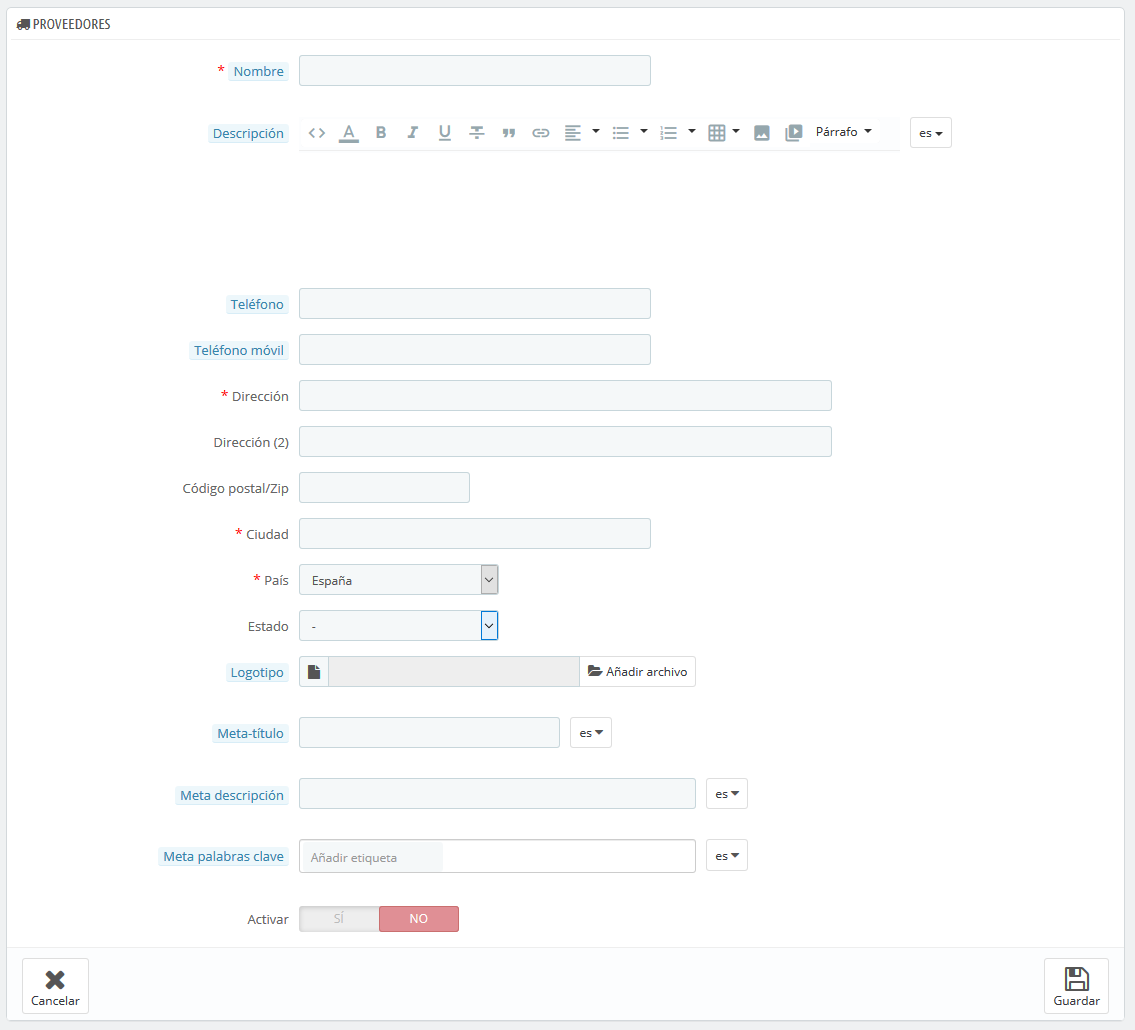 PROVEEDORES
* Nombre
Descripción A B I U Párrafo es
Teléfono
Teléfono móvil
* Dirección
Dirección (2)
Código postal/Zip
* Ciudad
* País España
Estado -
Logotipo Añadir archivo
Meta-título es
Meta descripción es
Meta palabras clave Añadir etiqueta es
Activar SÍ NO
Cancelar Guardar